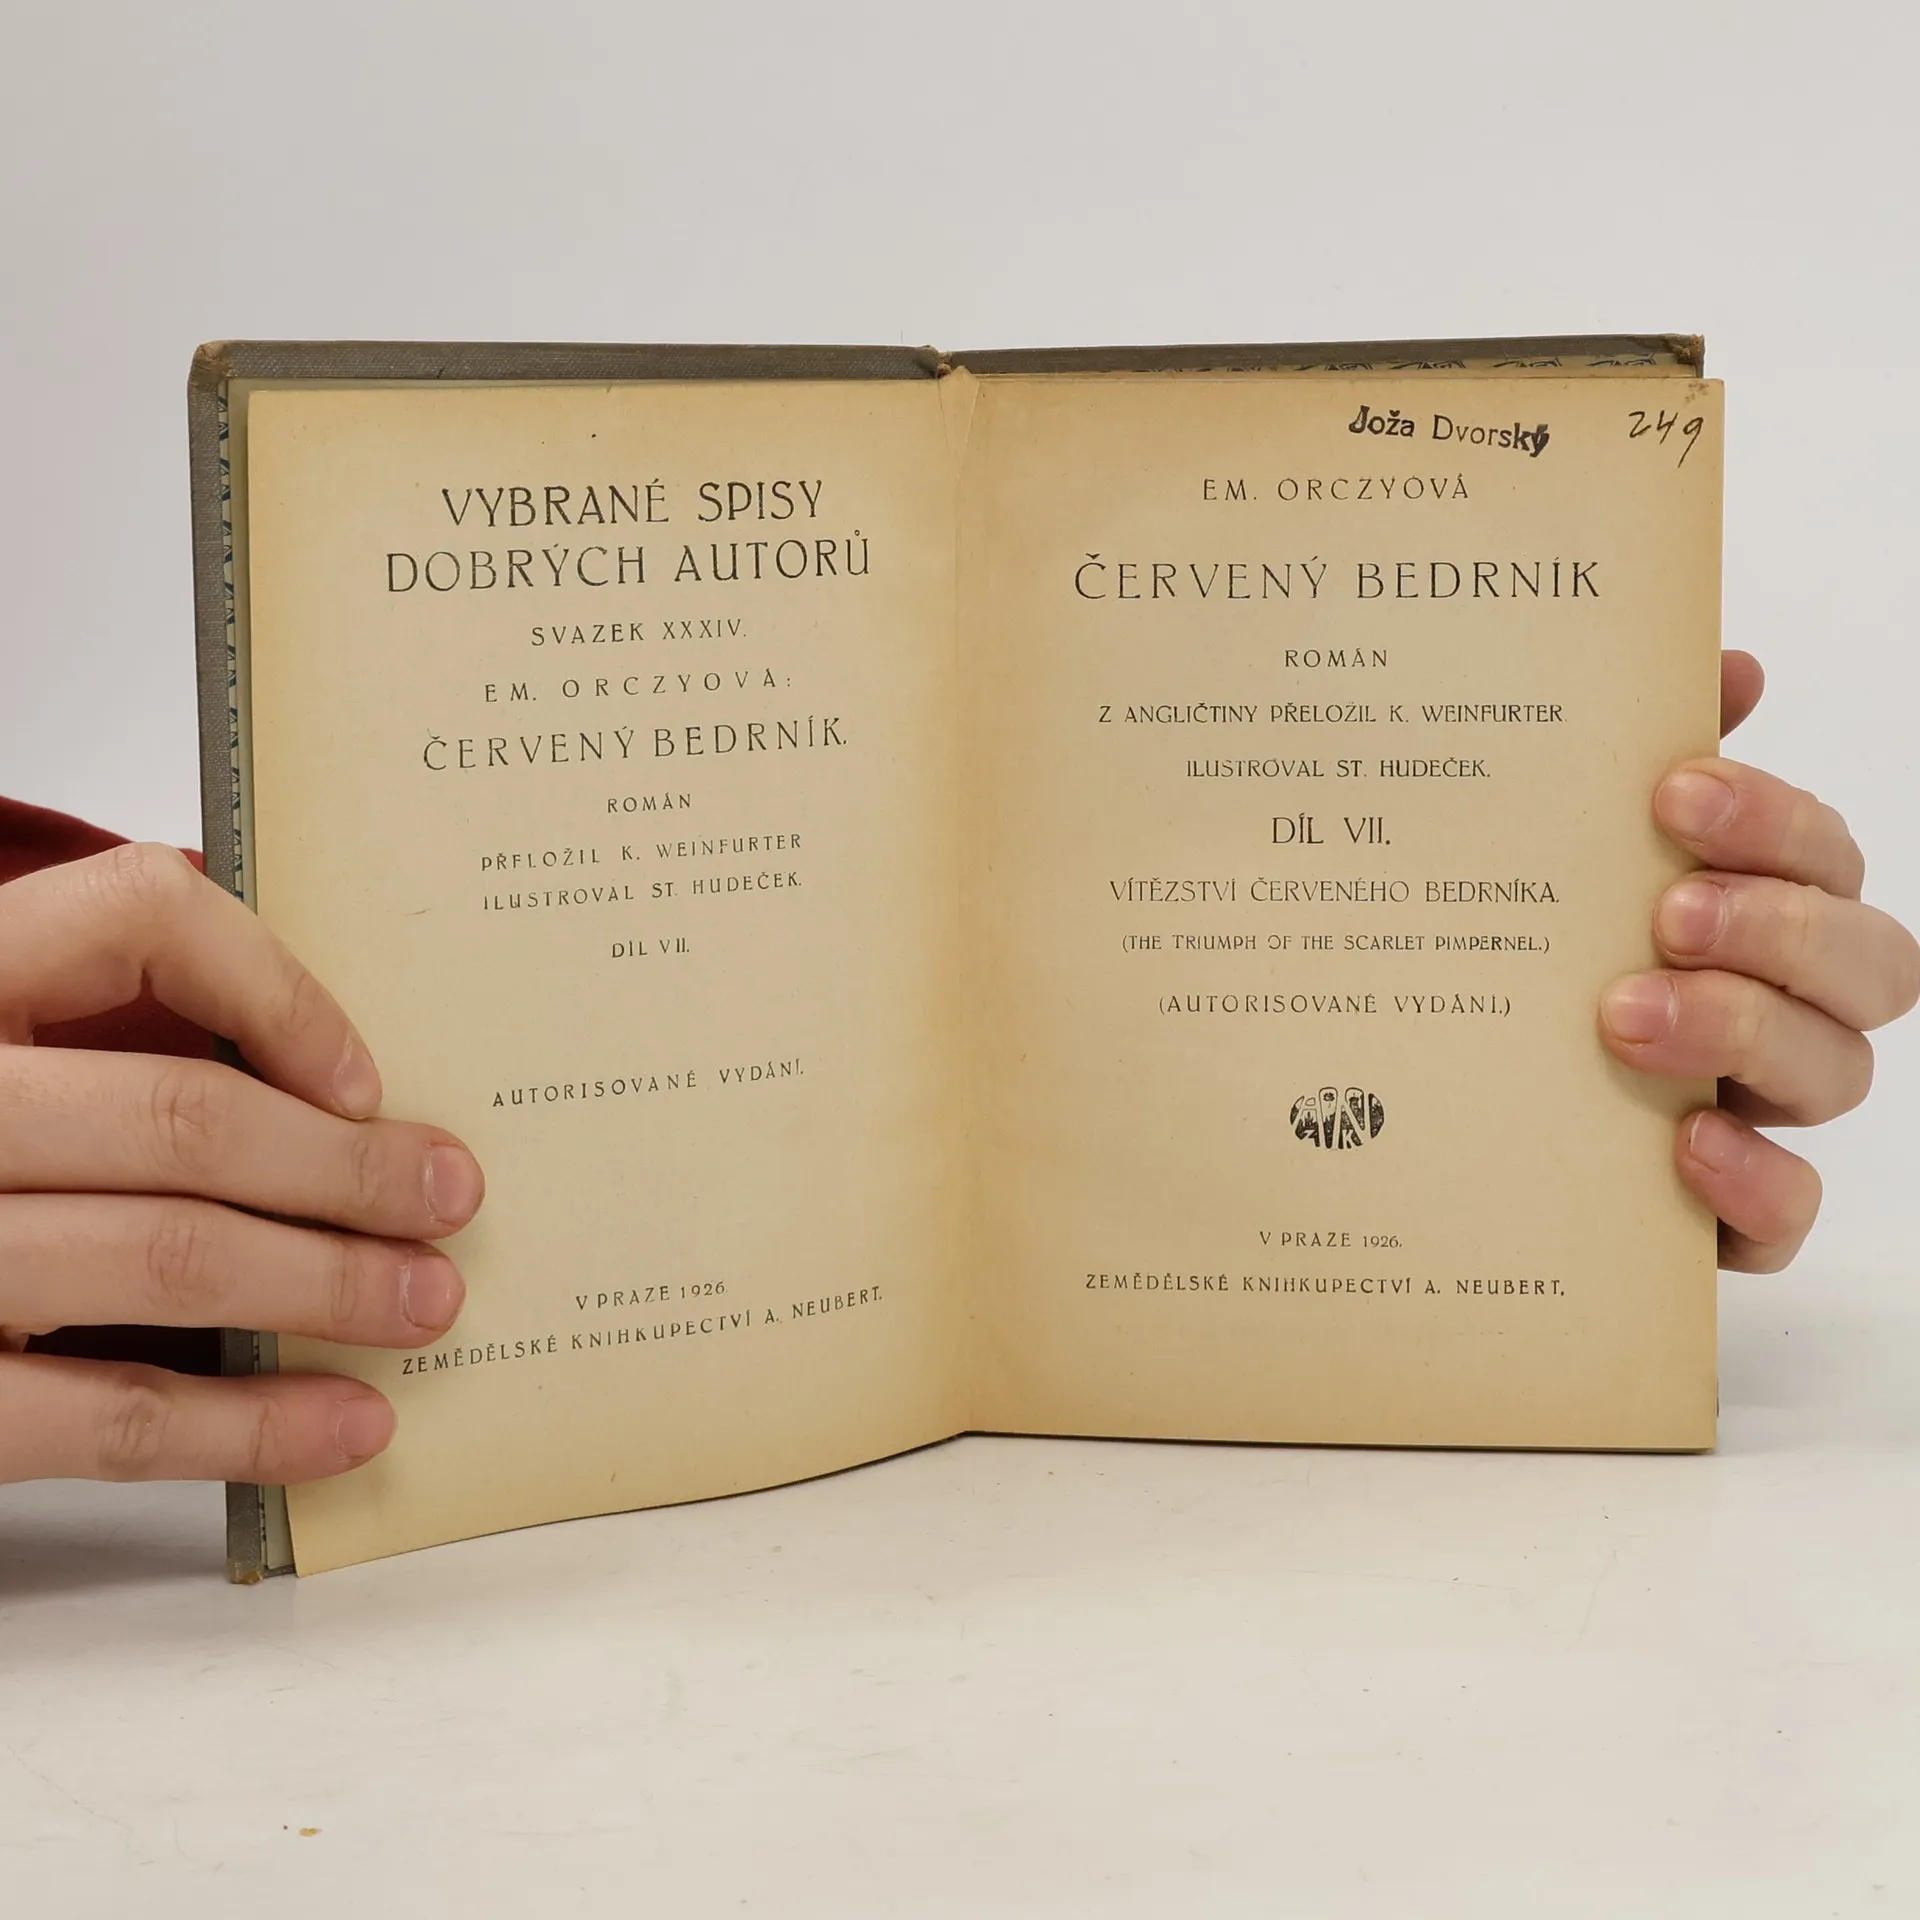 VYBRANÉ SPISY
DOBRÝCH AUTORŮ
SVAZEK XXXIV.
EM. ORCZYOVÁ:
ČERVENÝ BEDRNÍK.
ROMÁN
PŘELOŽIL K. WEINFURTER
ILUSTROVAL ST. HUDEČEK.
DÍL VII.
AUTORISOVANÉ VYDÁNÍ.
V PRAZE 1926.
ZEMĚDĚLSKÉ KNIHKUPECTVÍ A. NEUBERT.
Joža Dvorský 249
EM. ORCZYOVÁ
ČERVENÝ BEDRNÍK
ROMÁN
Z ANGLIČTINY PŘELOŽIL K. WEINFURTER.
ILUSTROVAL ST. HUDEČEK.
DÍL VII.
VÍTĚZSTVÍ ČERVENÉHO BEDRNÍKA.
(THE TRIUMPH OF THE SCARLET PIMPERNEL.)
(AUTORISOVANÉ VYDÁNÍ.)
V PRAZE 1926.
ZEMĚDĚLSKÉ KNIHKUPECTVÍ A. NEUBERT.